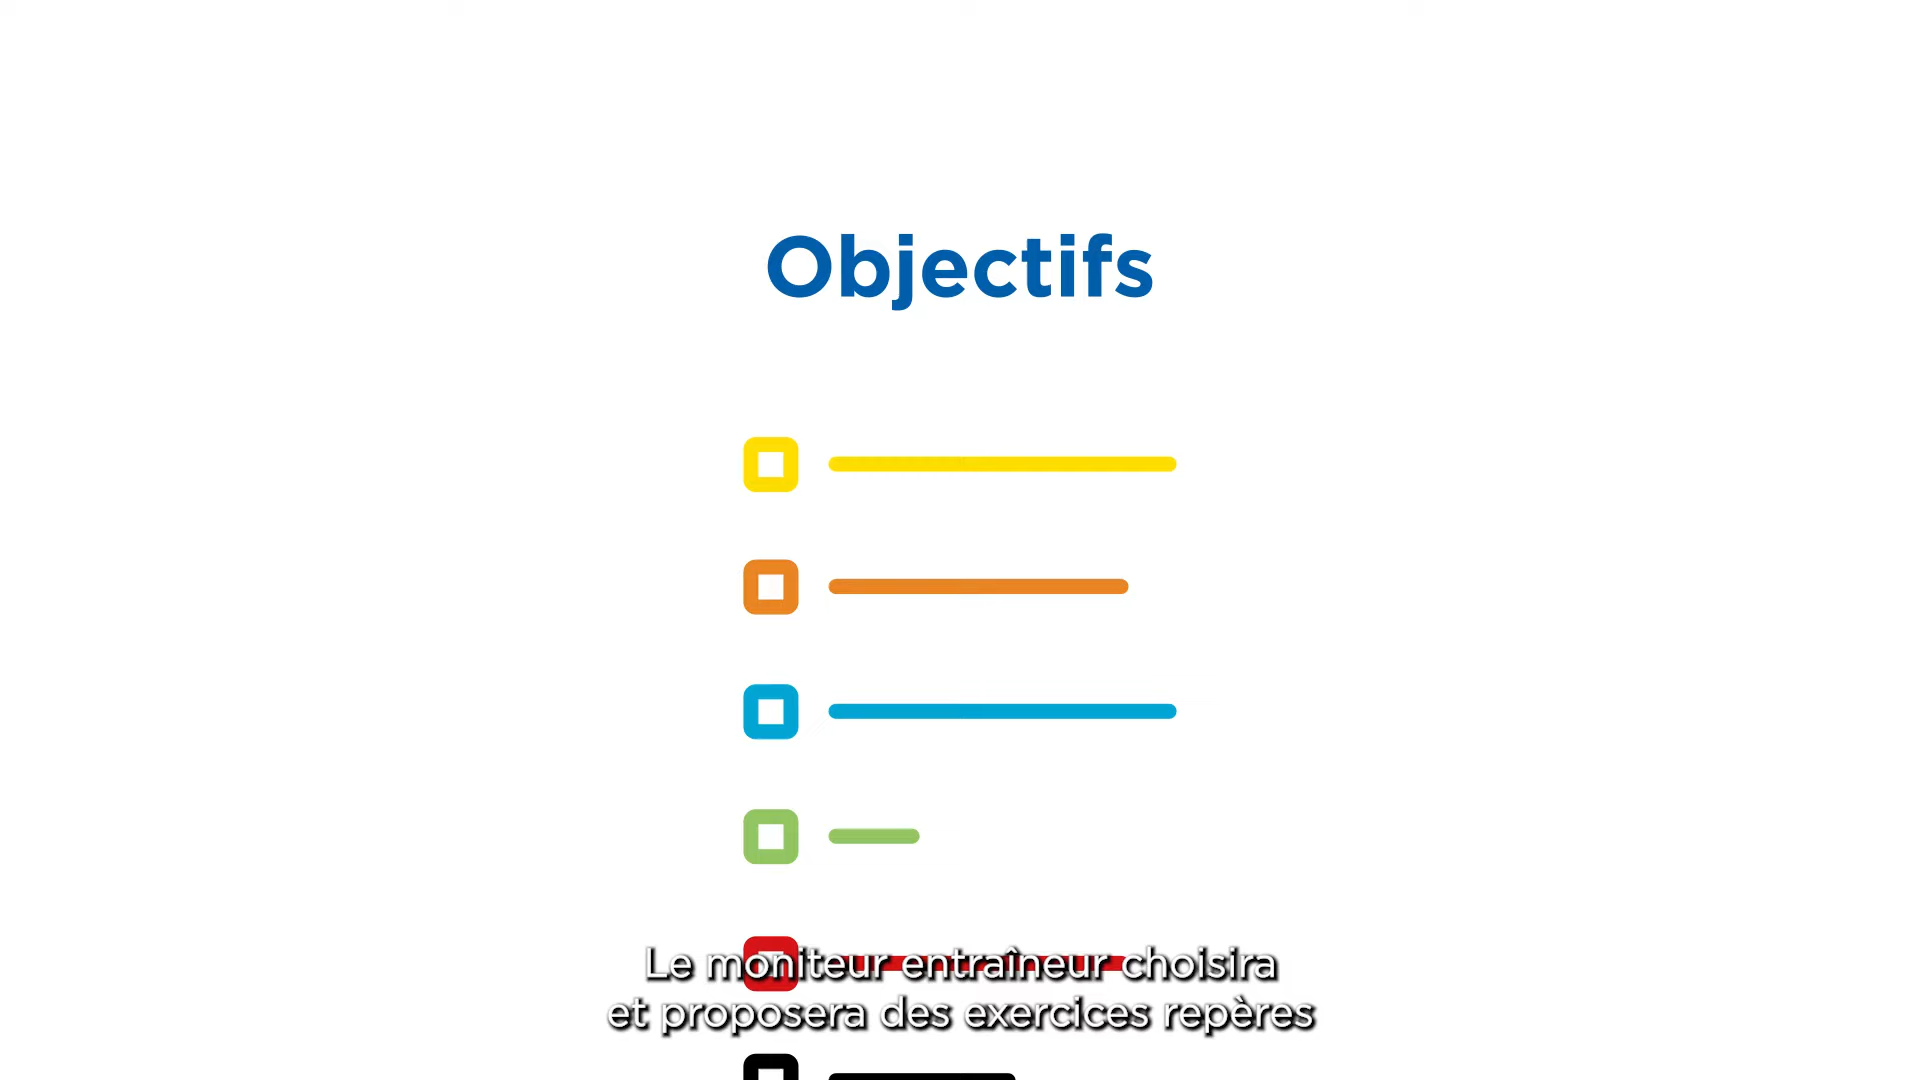 Objectifs
Le moniteur entraîneur choisira
et proposera des exercices repères